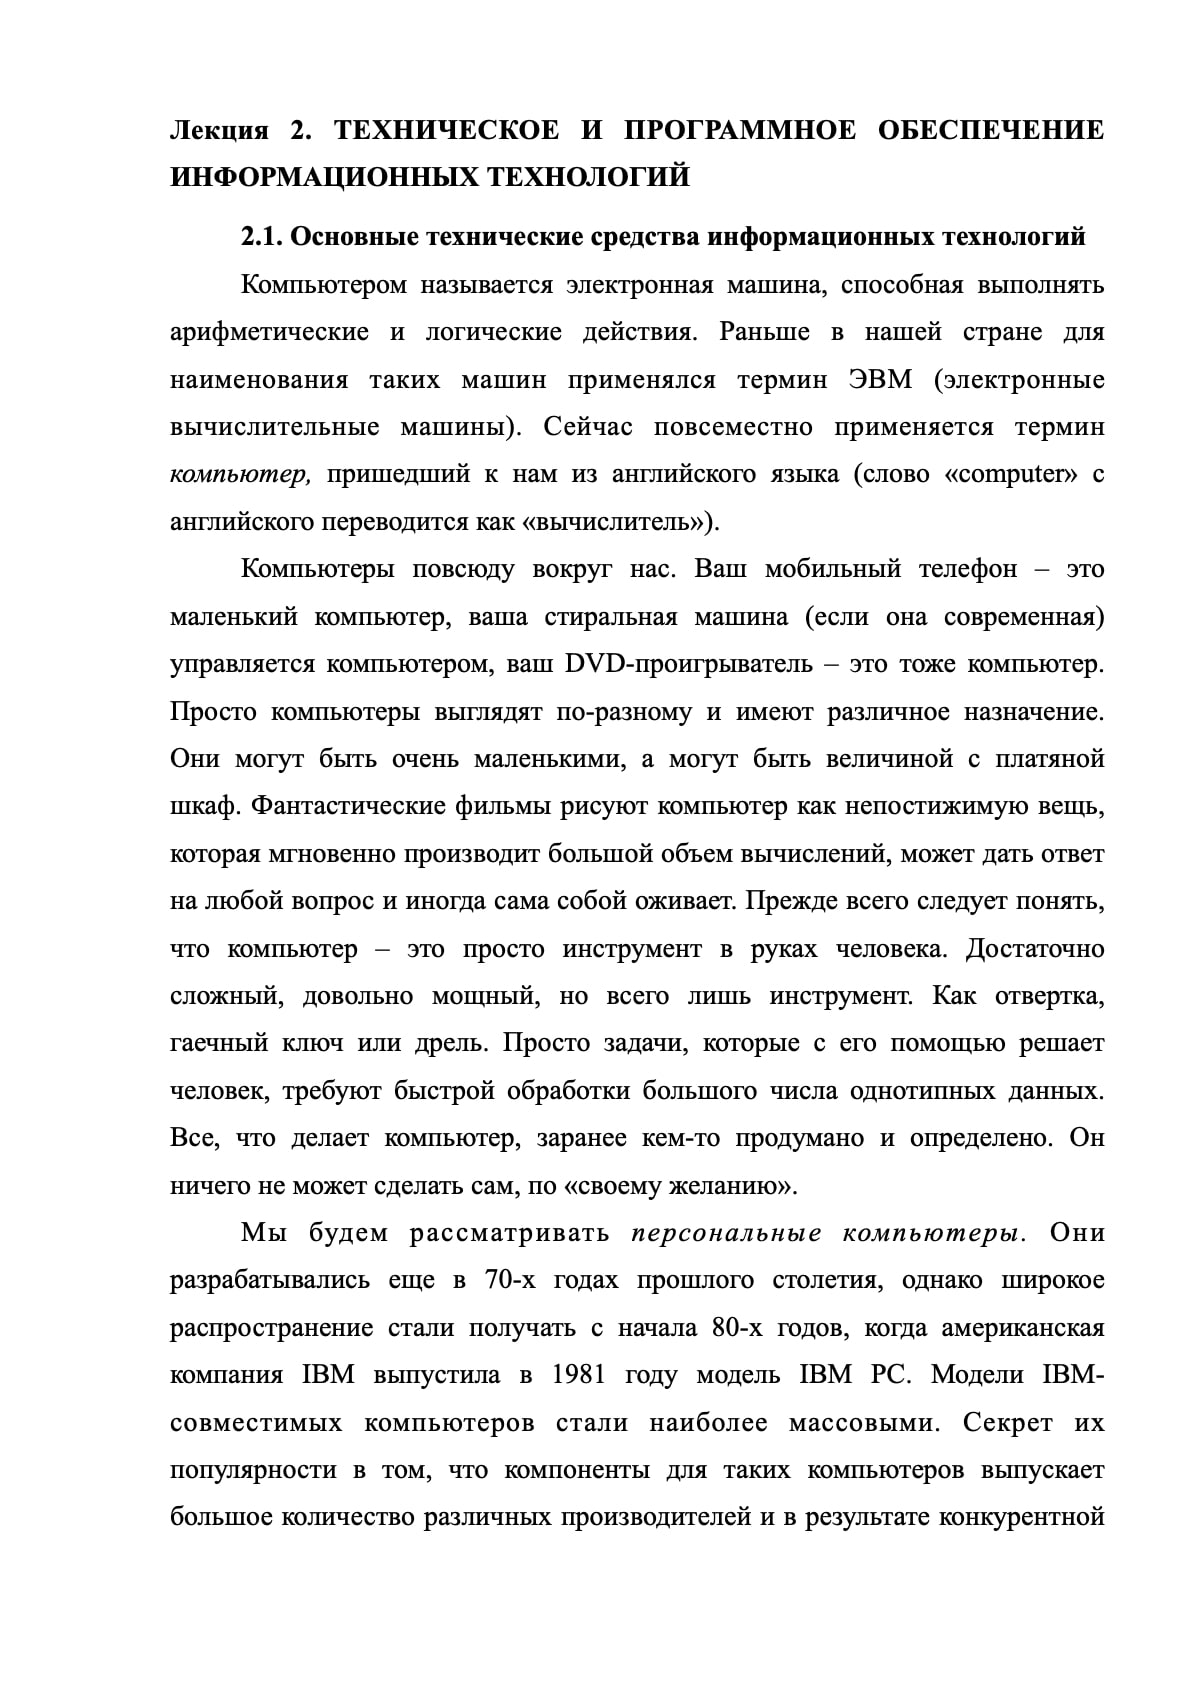 Лекция 2. ТЕХНИЧЕСКОЕ И ПРОГРАММНОЕ ОБЕСПЕЧЕНИЕ
ИНФОРМАЦИОННЫХ ТЕХНОЛОГИЙ
2.1. Основные технические средства информационных технологий
Компьютером называется электронная машина, способная выполнять
арифметические и логические действия. Раньше в нашей стране для
наименования таких машин применялся термин ЭВМ (электронные
вычислительные машины). Сейчас повсеместно применяется термин
компьютер, пришедший к нам из английского языка (слово «computer» с
английского переводится как «вычислитель»).
Компьютеры повсюду вокруг нас. Ваш мобильный телефон – это
маленький компьютер, ваша стиральная машина (если она современная)
управляется компьютером, ваш DVD-проигрыватель – это тоже компьютер.
Просто компьютеры выглядят по-разному и имеют различное назначение.
Они могут быть очень маленькими, а могут быть величиной с платяной
шкаф. Фантастические фильмы рисуют компьютер как непостижимую вещь,
которая мгновенно производит большой объем вычислений, может дать ответ
на любой вопрос и иногда сама собой оживает. Прежде всего следует понять,
что компьютер – это просто инструмент в руках человека. Достаточно
сложный, довольно мощный, но всего лишь инструмент. Как отвертка,
гаечный ключ или дрель. Просто задачи, которые с его помощью решает
человек, требуют быстрой обработки большого числа однотипных данных.
Все, что делает компьютер, заранее кем-то продумано и определено. Он
ничего не может сделать сам, по «своему желанию».
Мы будем рассматривать персональные компьютеры. Они
разрабатывались еще в 70-х годах прошлого столетия, однако широкое
распространение стали получать с начала 80-х годов, когда американская
компания IBM выпустила в 1981 году модель IBM PC. Модели IBM-
совместимых компьютеров стали наиболее массовыми. Секрет их
популярности в том, что компоненты для таких компьютеров выпускает
большое количество различных производителей и в результате конкурентной